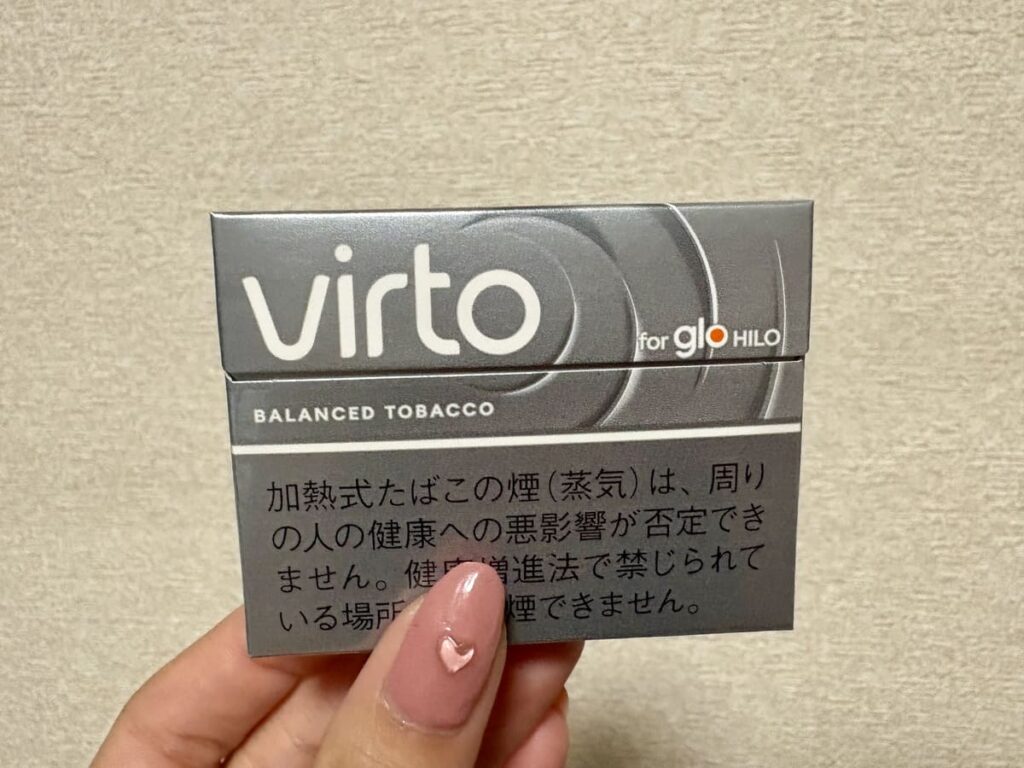 virto
for glo HILO
BALANCED TOBACCO
加熱式たばこの煙(蒸気)は、周り
の人の健康への悪影響が否定でき
ません。健康増進法で禁じられて
いる場所 煙できません。